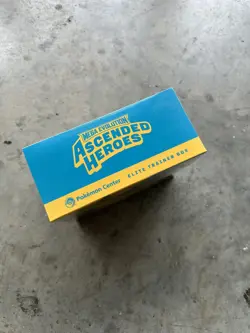 MEGA EVOLUTION
ASCENDED
HEROES
Pokémon Center
ELITE TRAINER BOX